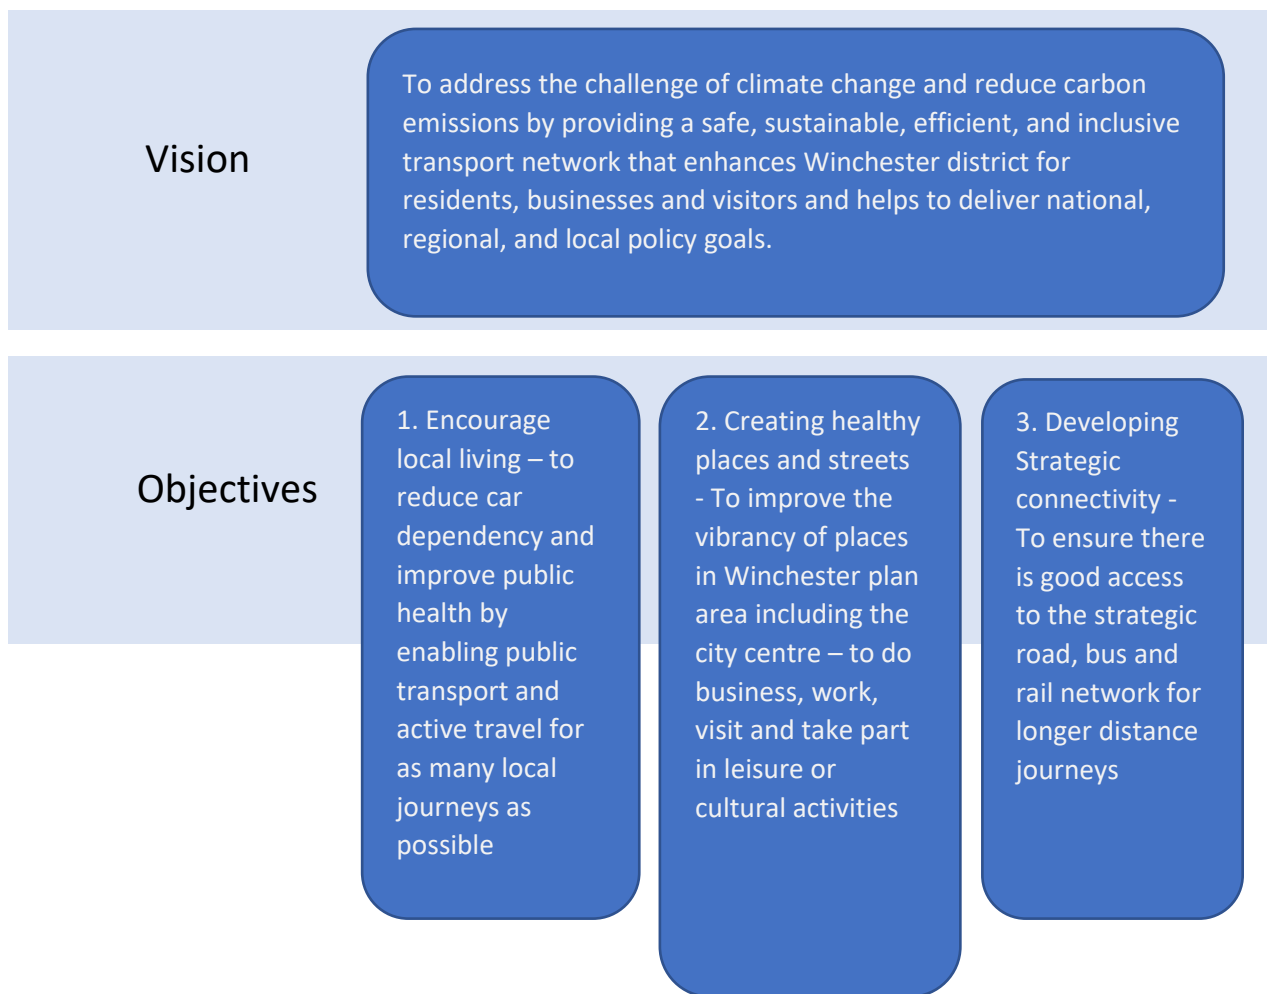 Vision
To address the challenge of climate change and reduce carbon
emissions by providing a safe, sustainable, efficient, and inclusive
transport network that enhances Winchester district for
residents, businesses and visitors and helps to deliver national,
regional, and local policy goals.
Objectives
1. Encourage
local living – to
reduce car
dependency and
improve public
health by
enabling public
transport and
active travel for
as many local
journeys as
possible
2. Creating healthy
places and streets
- To improve the
vibrancy of places
in Winchester plan
area including the
city centre – to do
business, work,
visit and take part
in leisure or
cultural activities
3. Developing
Strategic
connectivity -
To ensure there
is good access
to the strategic
road, bus and
rail network for
longer distance
journeys